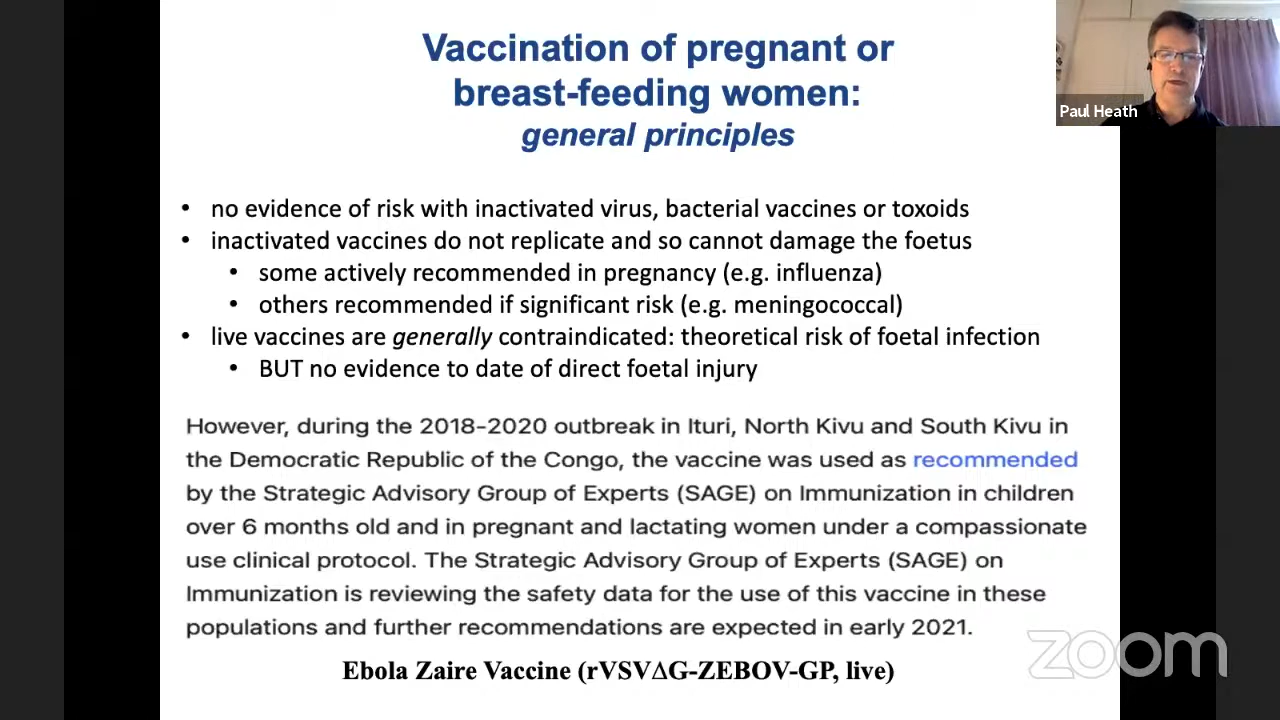 Vaccination of pregnant or
breast-feeding women:
general principles
Paul Heath
• no evidence of risk with inactivated virus, bacterial vaccines or toxoids
• inactivated vaccines do not replicate and so cannot damage the foetus
• some actively recommended in pregnancy (e.g. influenza)
• others recommended if significant risk (e.g. meningococcal)
• live vaccines are generally contraindicated: theoretical risk of foetal infection
• BUT no evidence to date of direct foetal injury
However, during the 2018-2020 outbreak in Ituri, North Kivu and South Kivu in
the Democratic Republic of the Congo, the vaccine was used as recommended
by the Strategic Advisory Group of Experts (SAGE) on Immunization in children
over 6 months old and in pregnant and lactating women under a compassionate
use clinical protocol. The Strategic Advisory Group of Experts (SAGE) on
Immunization is reviewing the safety data for the use of this vaccine in these
populations and further recommendations are expected in early 2021.
Ebola Zaire Vaccine (rVSVΔG-ZEBOV-GP, live)
zoom